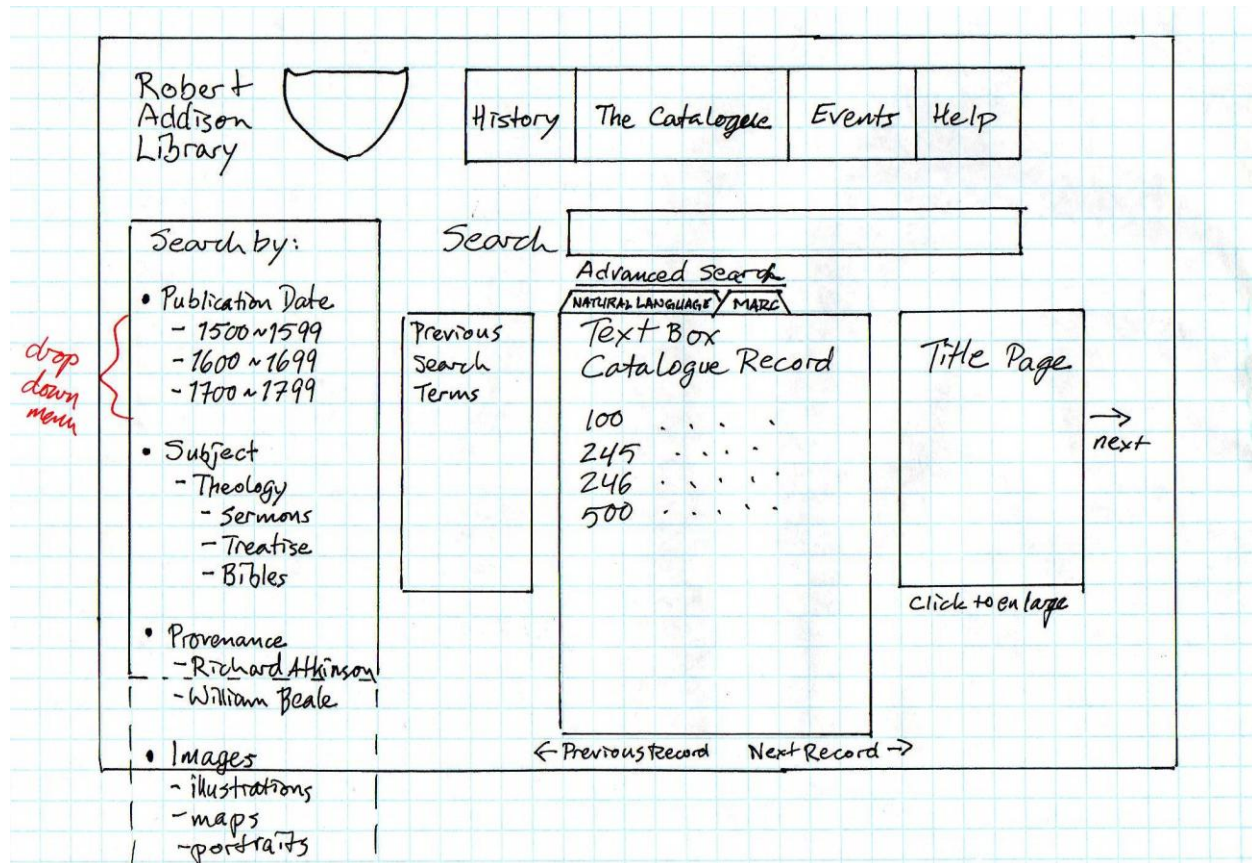 Robert
Addison
Library
History
The Catalogue
Events
Help
Search by:
• Publication Date
- 1500~1599
- 1600~1699
- 1700~1799
drop
down
menu
• Subject
- Theology
- Sermons
- Treatise
- Bibles
• Provenance
- Richard Atkinson
- William Beale
• Images
- illustrations
- maps
- portraits
Search
Advanced Search
NATURAL LANGUAGE
MARC
Previous
Search
Terms
Text Box
Catalogue Record
100 . . . .
245 . . . . .
246 . . . . .
500 . . . . .
← Previous Record Next Record →
Title Page
Click to enlarge
→
next